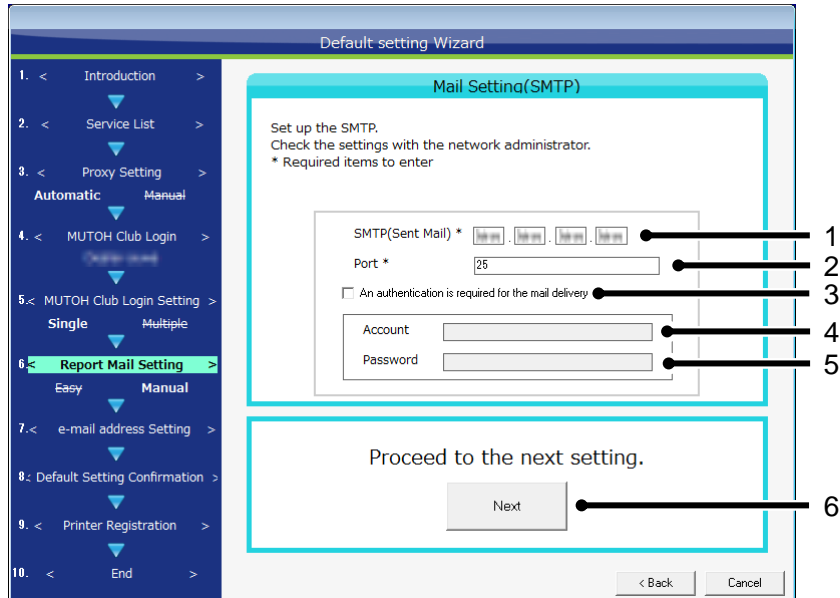 Default setting Wizard
1. < Introduction >
2. < Service List >
3. < Proxy Setting >
Automatic Manual
4. < MUTOH Club Login >
5.< MUTOH Club Login Setting >
Single Multiple
6.< Report Mail Setting >
Easy Manual
7.< e-mail address Setting >
8.< Default Setting Confirmation >
9. < Printer Registration >
10. < End >
Mail Setting(SMTP)
Set up the SMTP.
Check the settings with the network administrator.
* Required items to enter
SMTP(Sent Mail) * . . . 1
Port * 25 2
An authentication is required for the mail delivery 3
Account 4
Password 5
Proceed to the next setting.
Next 6
< Back Cancel